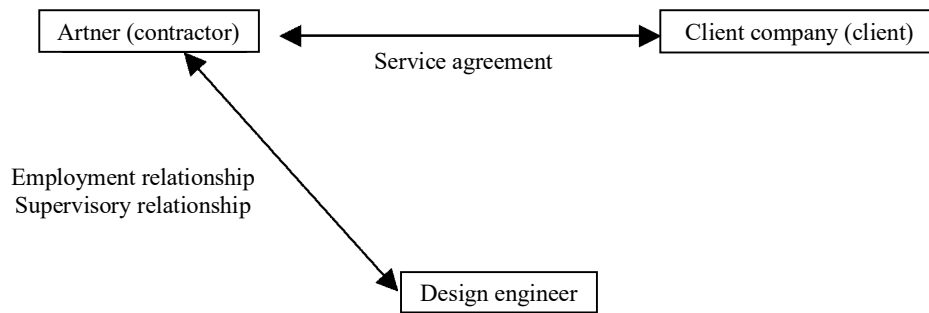 Artner (contractor)
Client company (client)
Service agreement
Employment relationship
Supervisory relationship
Design engineer